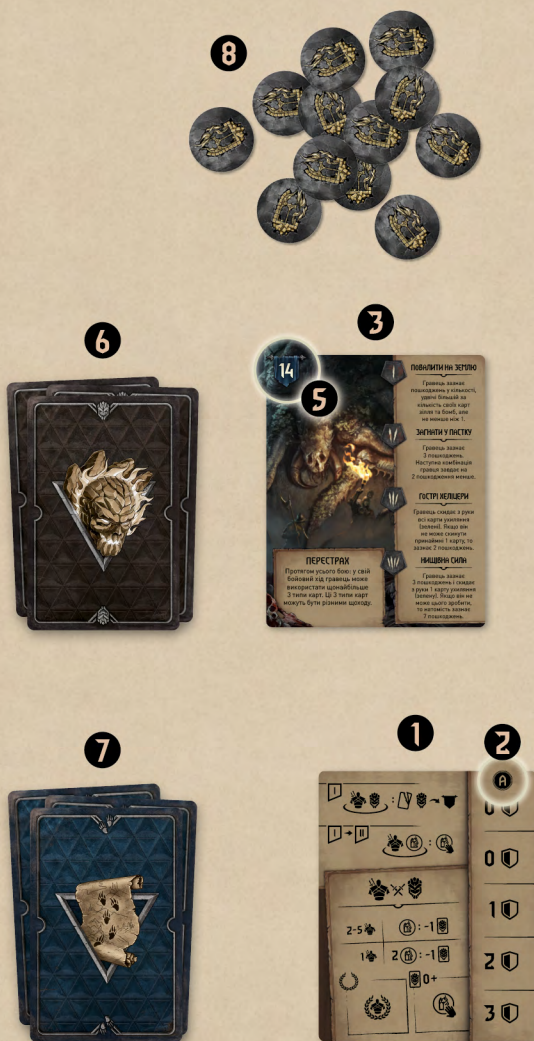 8
6
3
14
5
ПОВАЛИТИ НА ЗЕМЛЮ
Гравець зазнає
пошкоджень у кількості,
удвічі більшій за
кількість своїх карт
зілля та бомб, але
не менше ніж 1.
ЗАГНАТИ У ПАСТКУ
Гравець зазнає
3 пошкоджень.
Наступна комбінація
гравця завдає на
2 пошкодження менше.
ГОСТРІ ХЕЛІЦЕРИ
Гравець скидає з руки
всі карти ухиляння
(зелені). Якщо він
не може скинути
принаймні 1 карту, то
зазнає 2 пошкоджень.
НИЩІВНА СИЛА
Гравець зазнає
3 пошкоджень і скидає
з руки 1 карту ухиляння
(зелену). Якщо він не
може цього зробити,
то натомість зазнає
7 пошкоджень.
ПЕРЕСТРАХ
Протягом усього бою: у свій
бойовий хід гравець може
використати щонайбільше
3 типи карт. Ці 3 типи карт
можуть бути різними щоходу.
7
1
2
A
I : 
I → II : 
2-5 : -1
1 2 : -1
0+
0
0
1
2
3